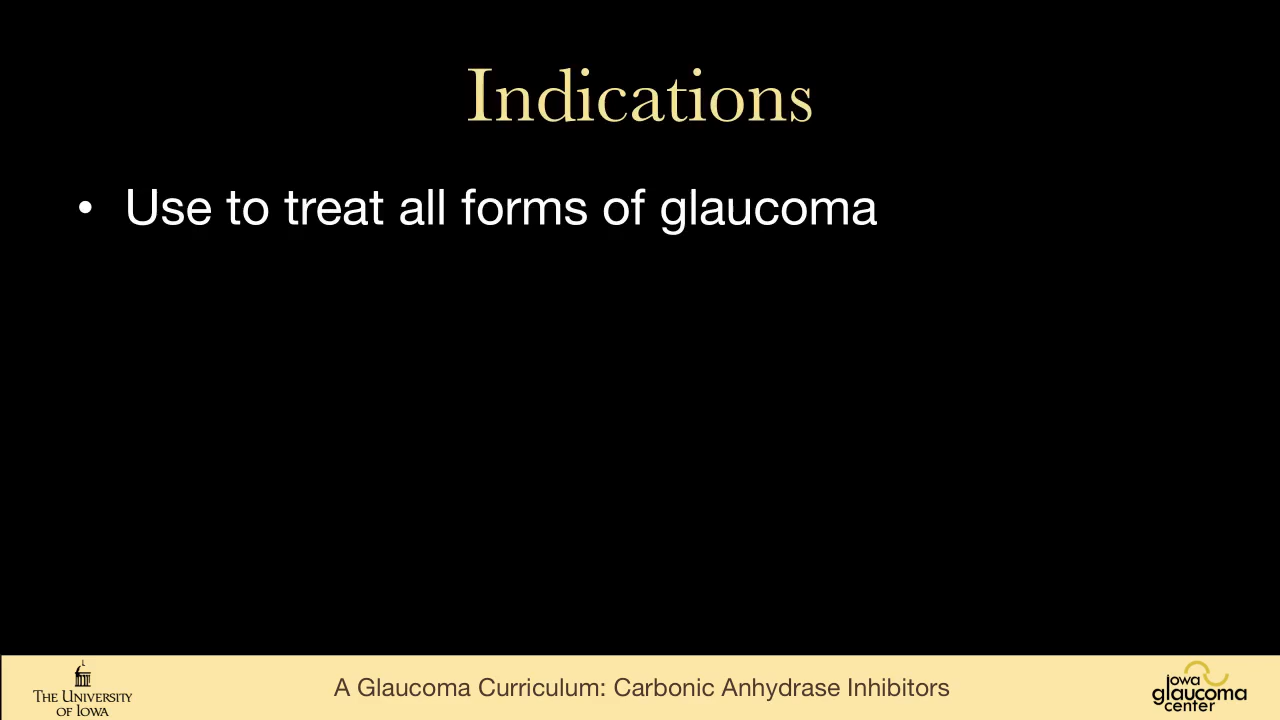 Indications
• Use to treat all forms of glaucoma
THE UNIVERSITY
OF IOWA
A Glaucoma Curriculum: Carbonic Anhydrase Inhibitors
iowa
glaucoma
center